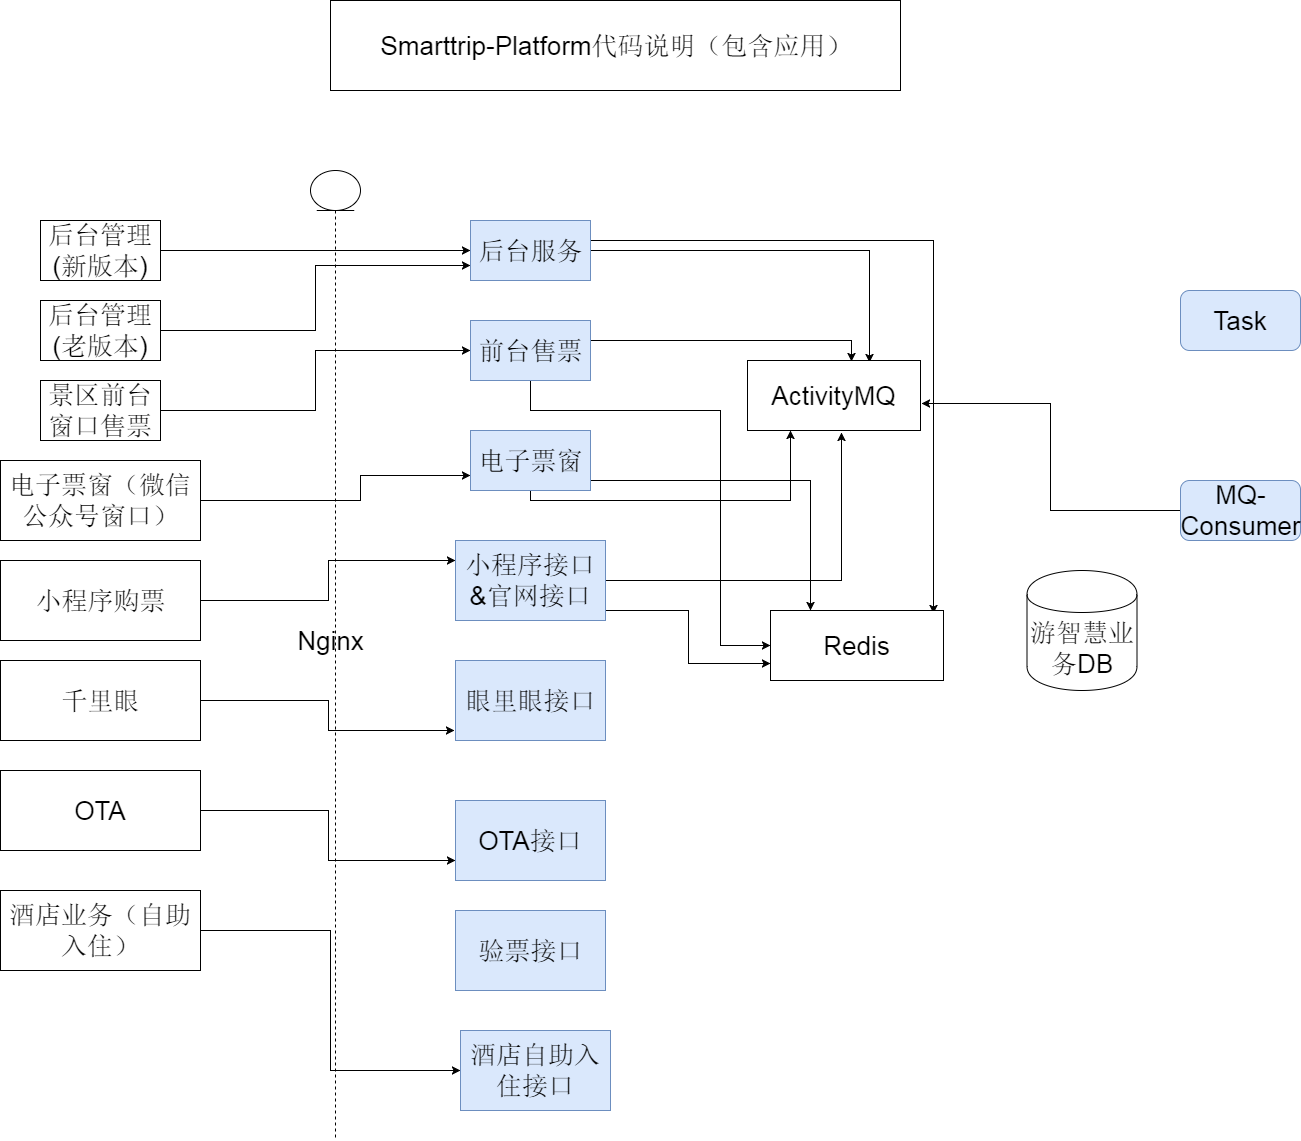 Smarttrip-Platform代码说明（包含应用）
后台管理
(新版本)
后台服务
后台管理
(老版本)
Task
前台售票
景区前台
窗口售票
ActivityMQ
电子票窗（微信
公众号窗口）
电子票窗
MQ-
Consumer
小程序购票
小程序接口
&官网接口
Nginx
Redis
游智慧业
务DB
千里眼
眼里眼接口
OTA
OTA接口
酒店业务（自助
入住）
验票接口
酒店自助入
住接口